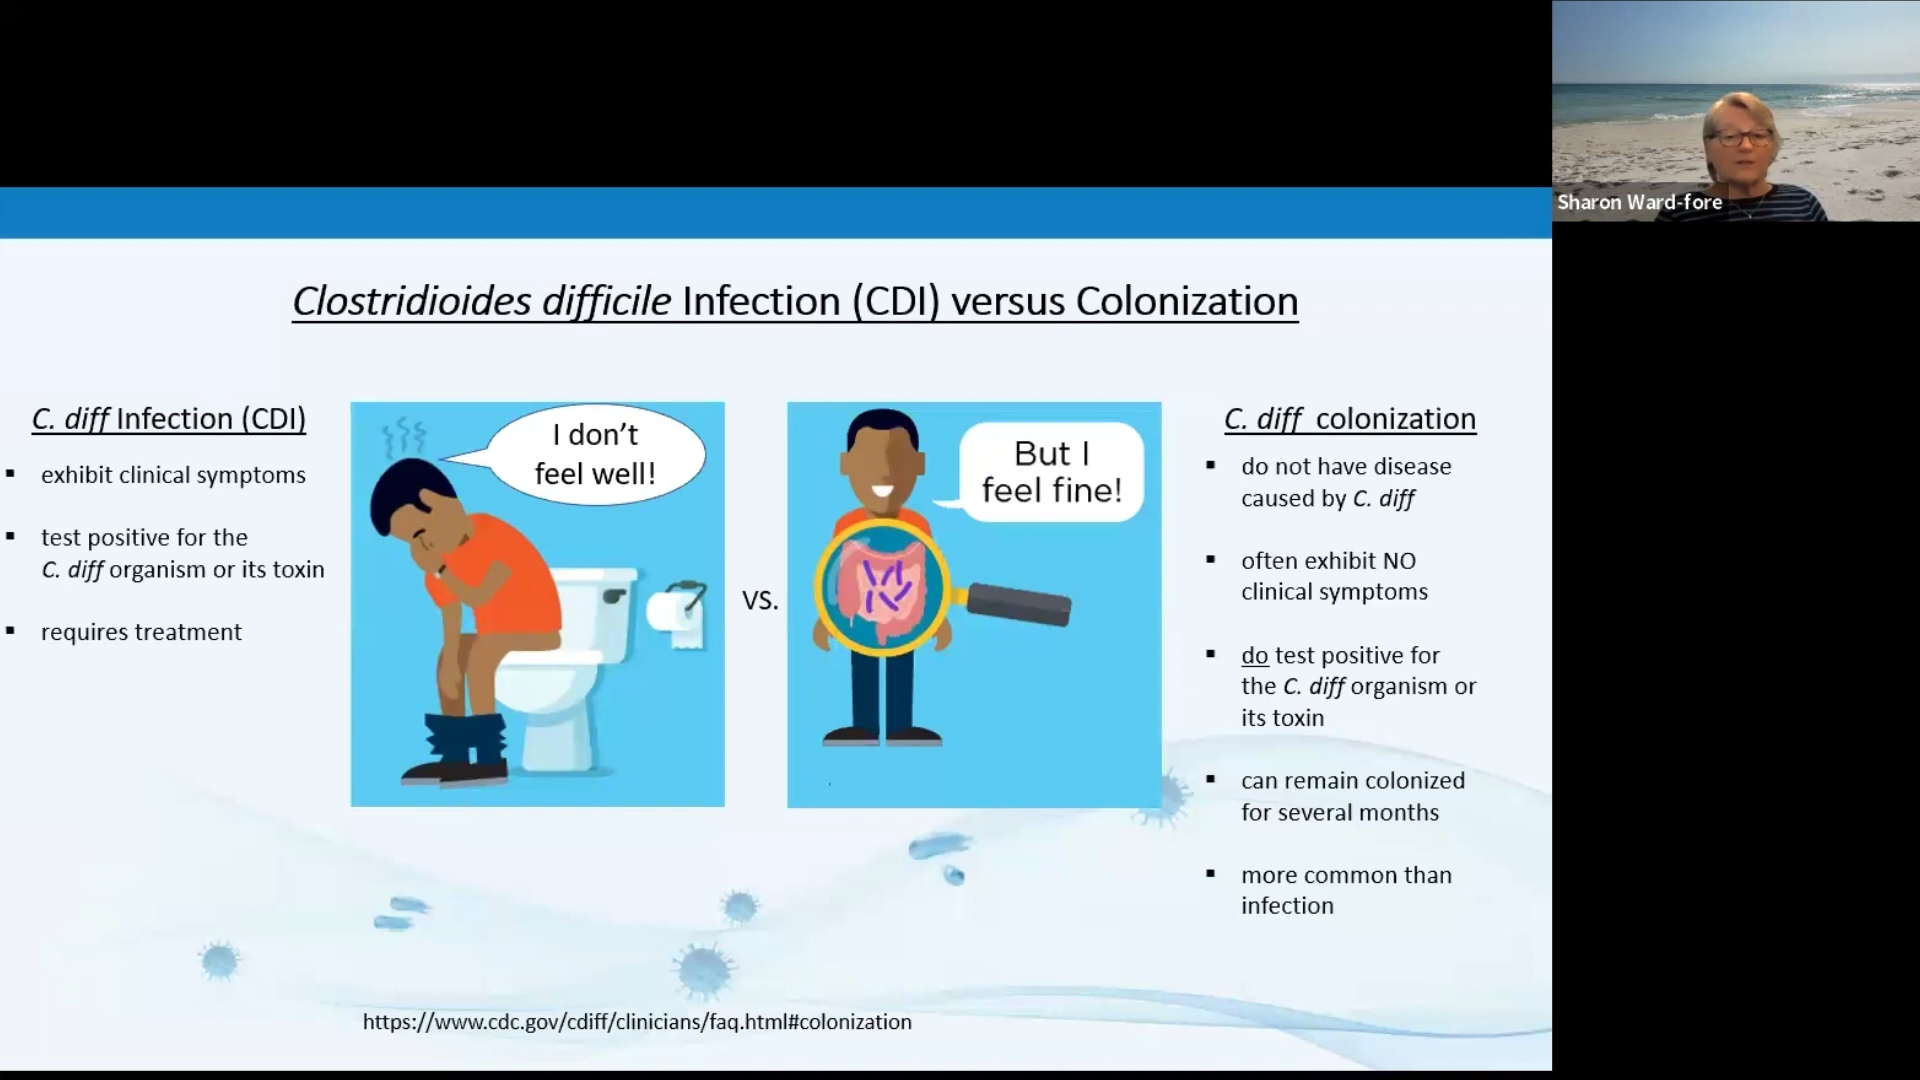 Sharon Ward-fore
Clostridioides difficile Infection (CDI) versus Colonization
C. diff Infection (CDI)
▪ exhibit clinical symptoms
▪ test positive for the
C. diff organism or its toxin
▪ requires treatment
I don’t
feel well!
vs.
But I
feel fine!
C. diff colonization
▪ do not have disease
caused by C. diff
▪ often exhibit NO
clinical symptoms
▪ do test positive for
the C. diff organism or
its toxin
▪ can remain colonized
for several months
▪ more common than
infection
https://www.cdc.gov/cdiff/clinicians/faq.html#colonization